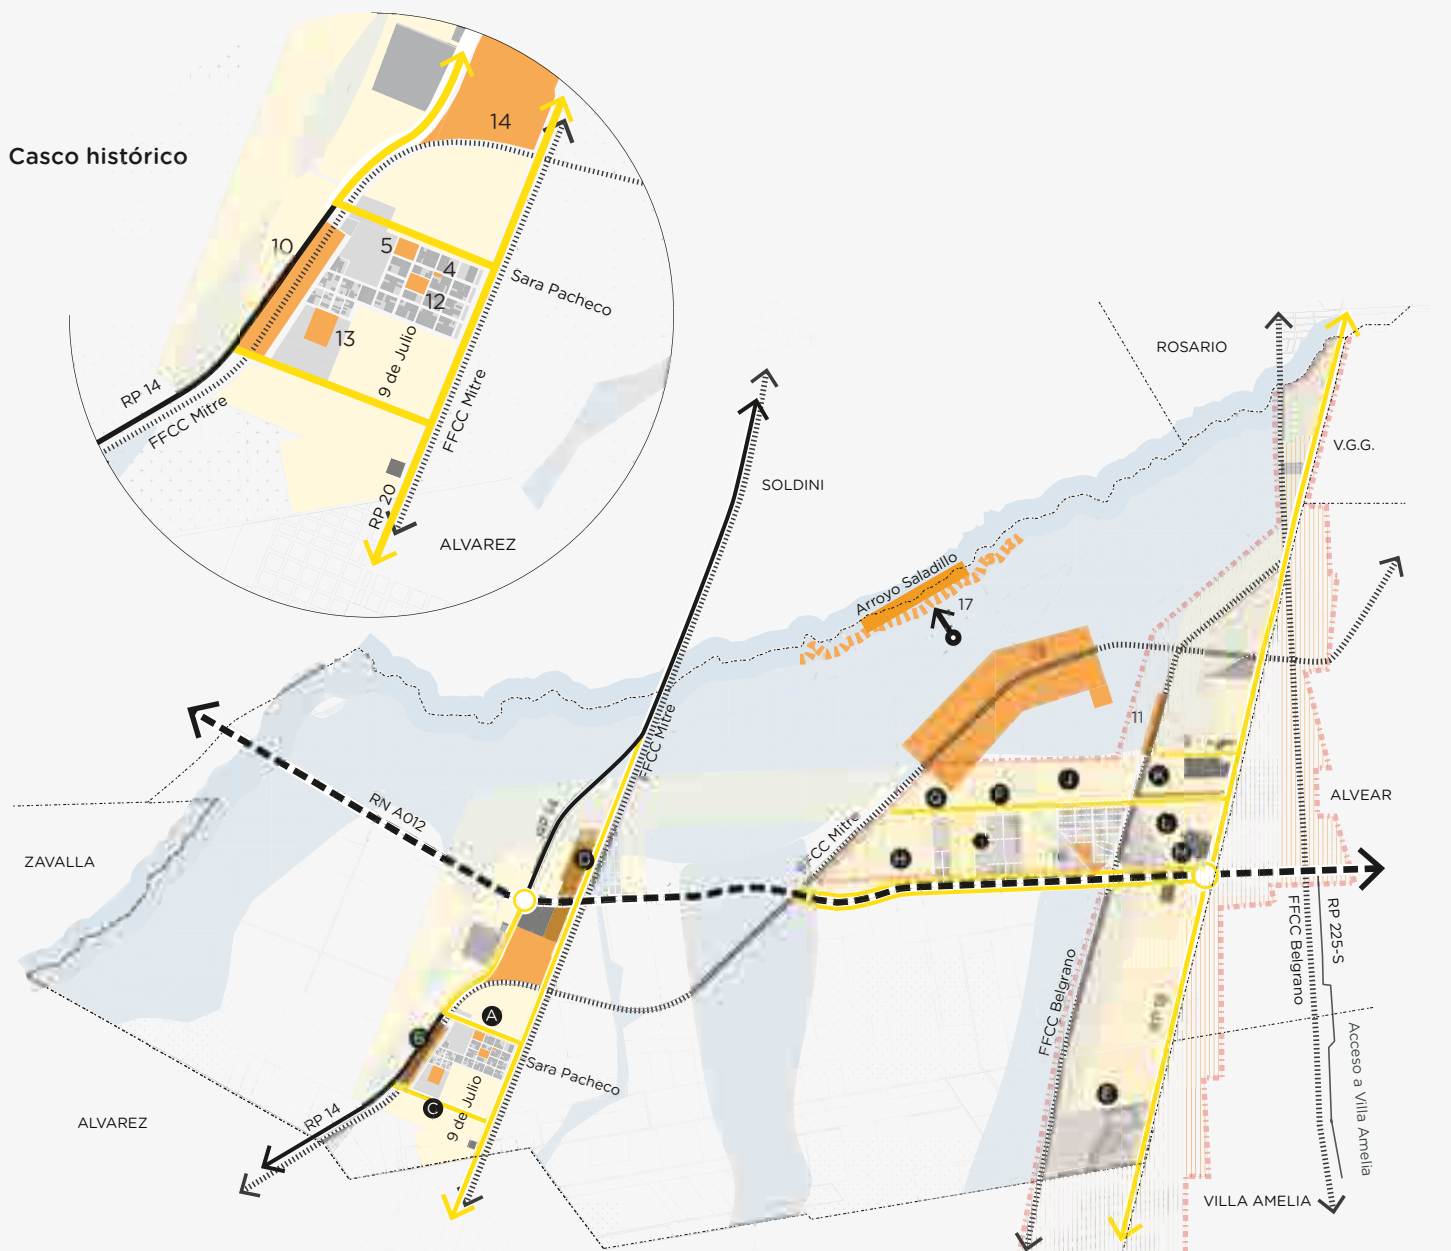 Casco histórico
14
10
5
4
12
13
Sara Pacheco
9 de Julio
RP 14
FFCC Mitre
FFCC Mitre
RP 20
ALVAREZ
ROSARIO
V.G.G.
SOLDINI
Arroyo Saladillo
17
11
FFCC Mitre
RN A012
RP 14
ZAVALLA
ALVEAR
FFCC Mitre
D
G
F
J
K
L
I
H
A
C
Sara Pacheco
9 de Julio
RP 14
ALVAREZ
FFCC Belgrano
FFCC Belgrano
RP 225-S
Acceso a Villa Amelia
VILLA AMELIA